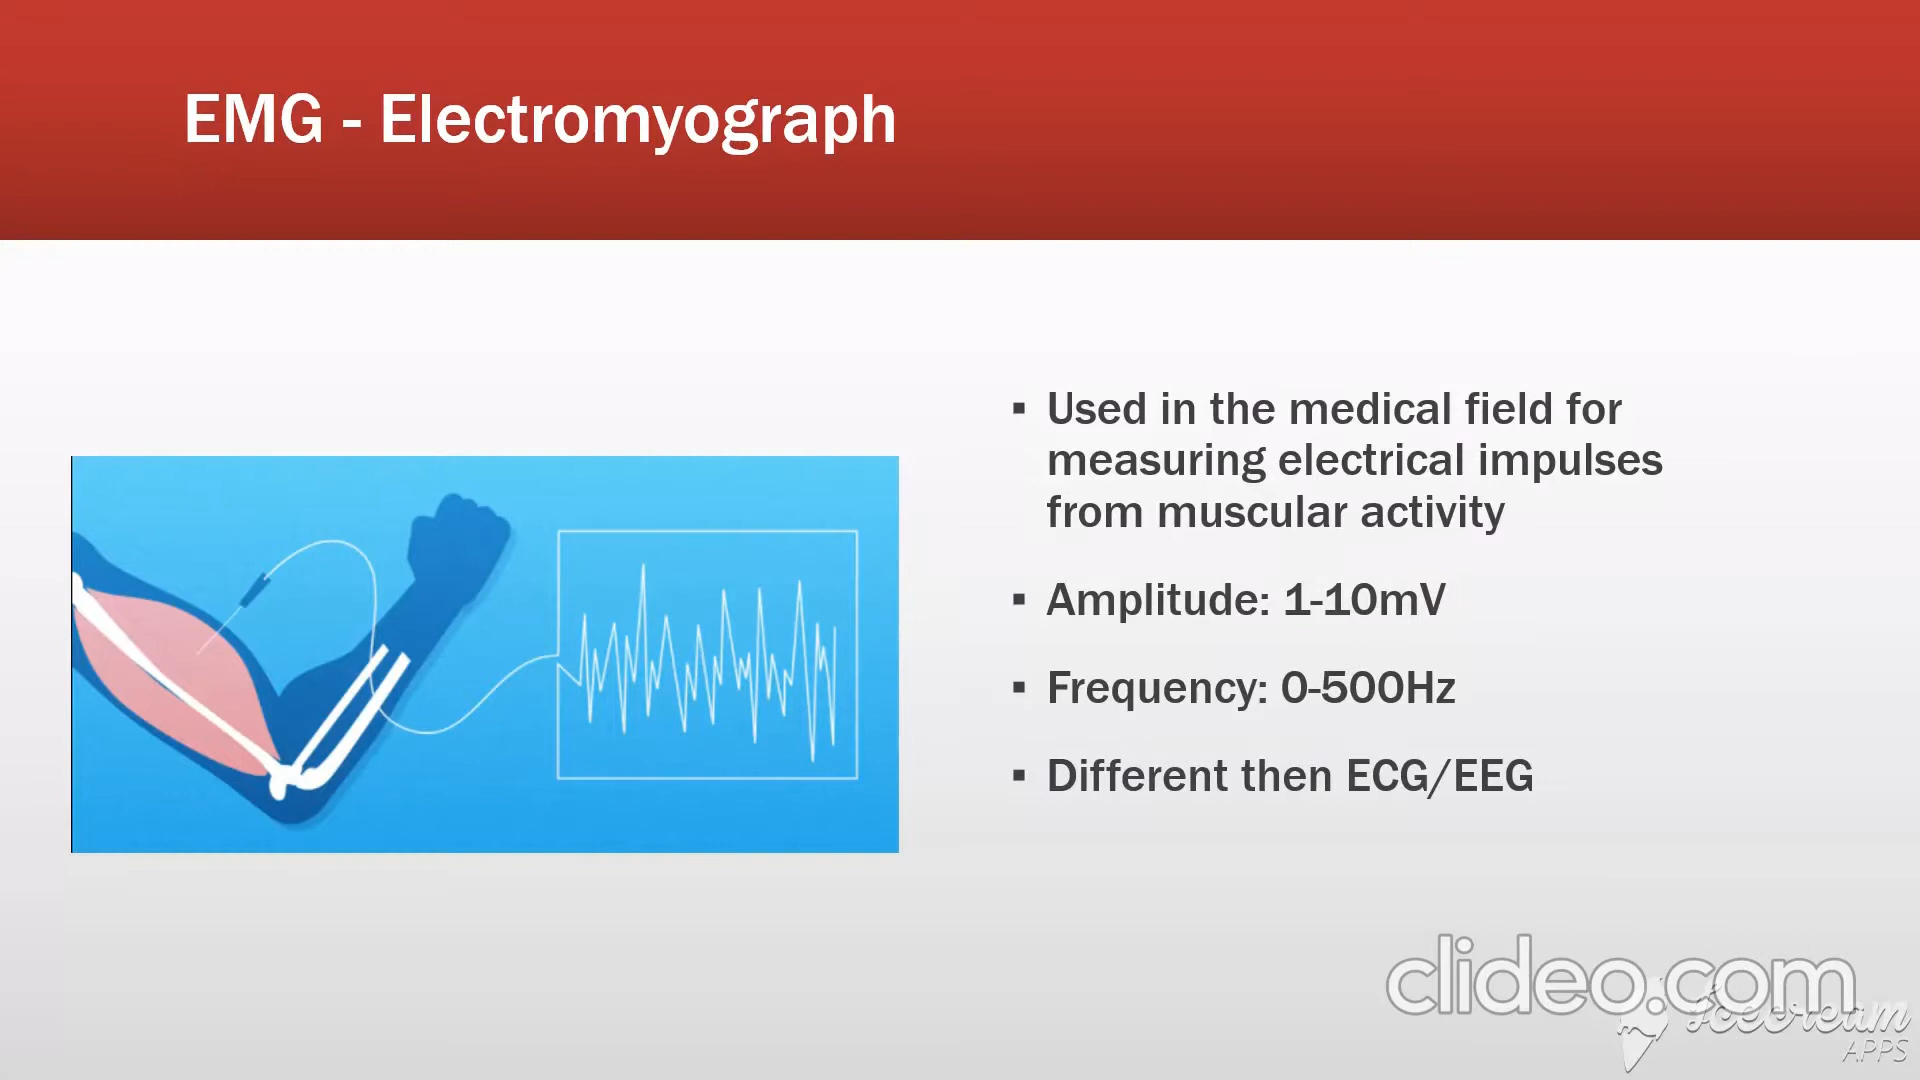 EMG - Electromyograph
▪ Used in the medical field for
measuring electrical impulses
from muscular activity
▪ Amplitude: 1-10mV
▪ Frequency: 0-500Hz
▪ Different then ECG/EEG
clideo.com
Icecream
APPS